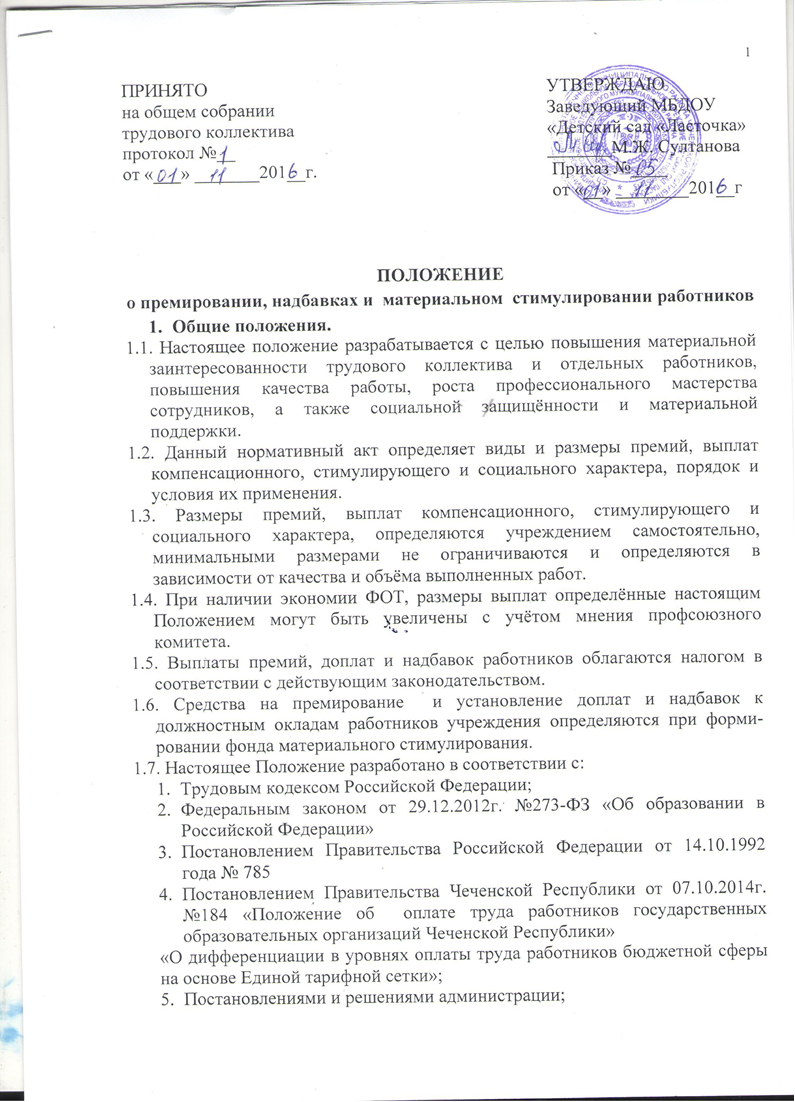 1
ПРИНЯТО
на общем собрании
трудового коллектива
протокол №1
от «01» 11 2016 г.
УТВЕРЖДАЮ
Заведующий МБДОУ
«Детский сад «Ласточка»
М.Ж. Султанова
Приказ № 05
от «01» 11 2016 г
ПОЛОЖЕНИЕ
о премировании, надбавках и материальном стимулировании работников
1. Общие положения.
1.1. Настоящее положение разрабатывается с целью повышения материальной
заинтересованности трудового коллектива и отдельных работников,
повышения качества работы, роста профессионального мастерства
сотрудников, а также социальной защищённости и материальной
поддержки.
1.2. Данный нормативный акт определяет виды и размеры премий, выплат
компенсационного, стимулирующего и социального характера, порядок и
условия их применения.
1.3. Размеры премий, выплат компенсационного, стимулирующего и
социального характера, определяются учреждением самостоятельно,
минимальными размерами не ограничиваются и определяются в
зависимости от качества и объёма выполненных работ.
1.4. При наличии экономии ФОТ, размеры выплат определённые настоящим
Положением могут быть увеличены с учётом мнения профсоюзного
комитета.
1.5. Выплаты премий, доплат и надбавок работников облагаются налогом в
соответствии с действующим законодательством.
1.6. Средства на премирование и установление доплат и надбавок к
должностным окладам работников учреждения определяются при форми-
ровании фонда материального стимулирования.
1.7. Настоящее Положение разработано в соответствии с:
1. Трудовым кодексом Российской Федерации;
2. Федеральным законом от 29.12.2012г. №273-ФЗ «Об образовании в
Российской Федерации»
3. Постановлением Правительства Российской Федерации от 14.10.1992
года № 785
4. Постановлением Правительства Чеченской Республики от 07.10.2014г.
№184 «Положение об оплате труда работников государственных
образовательных организаций Чеченской Республики»
«О дифференциации в уровнях оплаты труда работников бюджетной сферы
на основе Единой тарифной сетки»;
5. Постановлениями и решениями администрации;